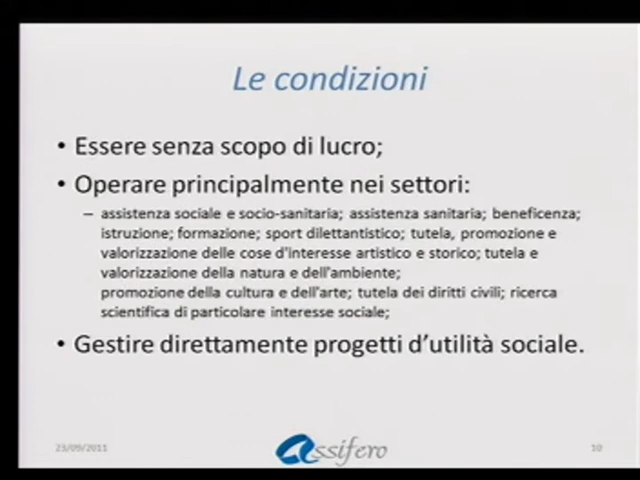 Le condizioni
• Essere senza scopo di lucro;
• Operare principalmente nei settori:
– assistenza sociale e socio-sanitaria; assistenza sanitaria; beneficenza;
istruzione; formazione; sport dilettantistico; tutela, promozione e
valorizzazione delle cose d'interesse artistico e storico; tutela e
valorizzazione della natura e dell'ambiente;
promozione della cultura e dell'arte; tutela dei diritti civili; ricerca
scientifica di particolare interesse sociale;
• Gestire direttamente progetti d'utilità sociale.
23/09/2011
Assifero
10